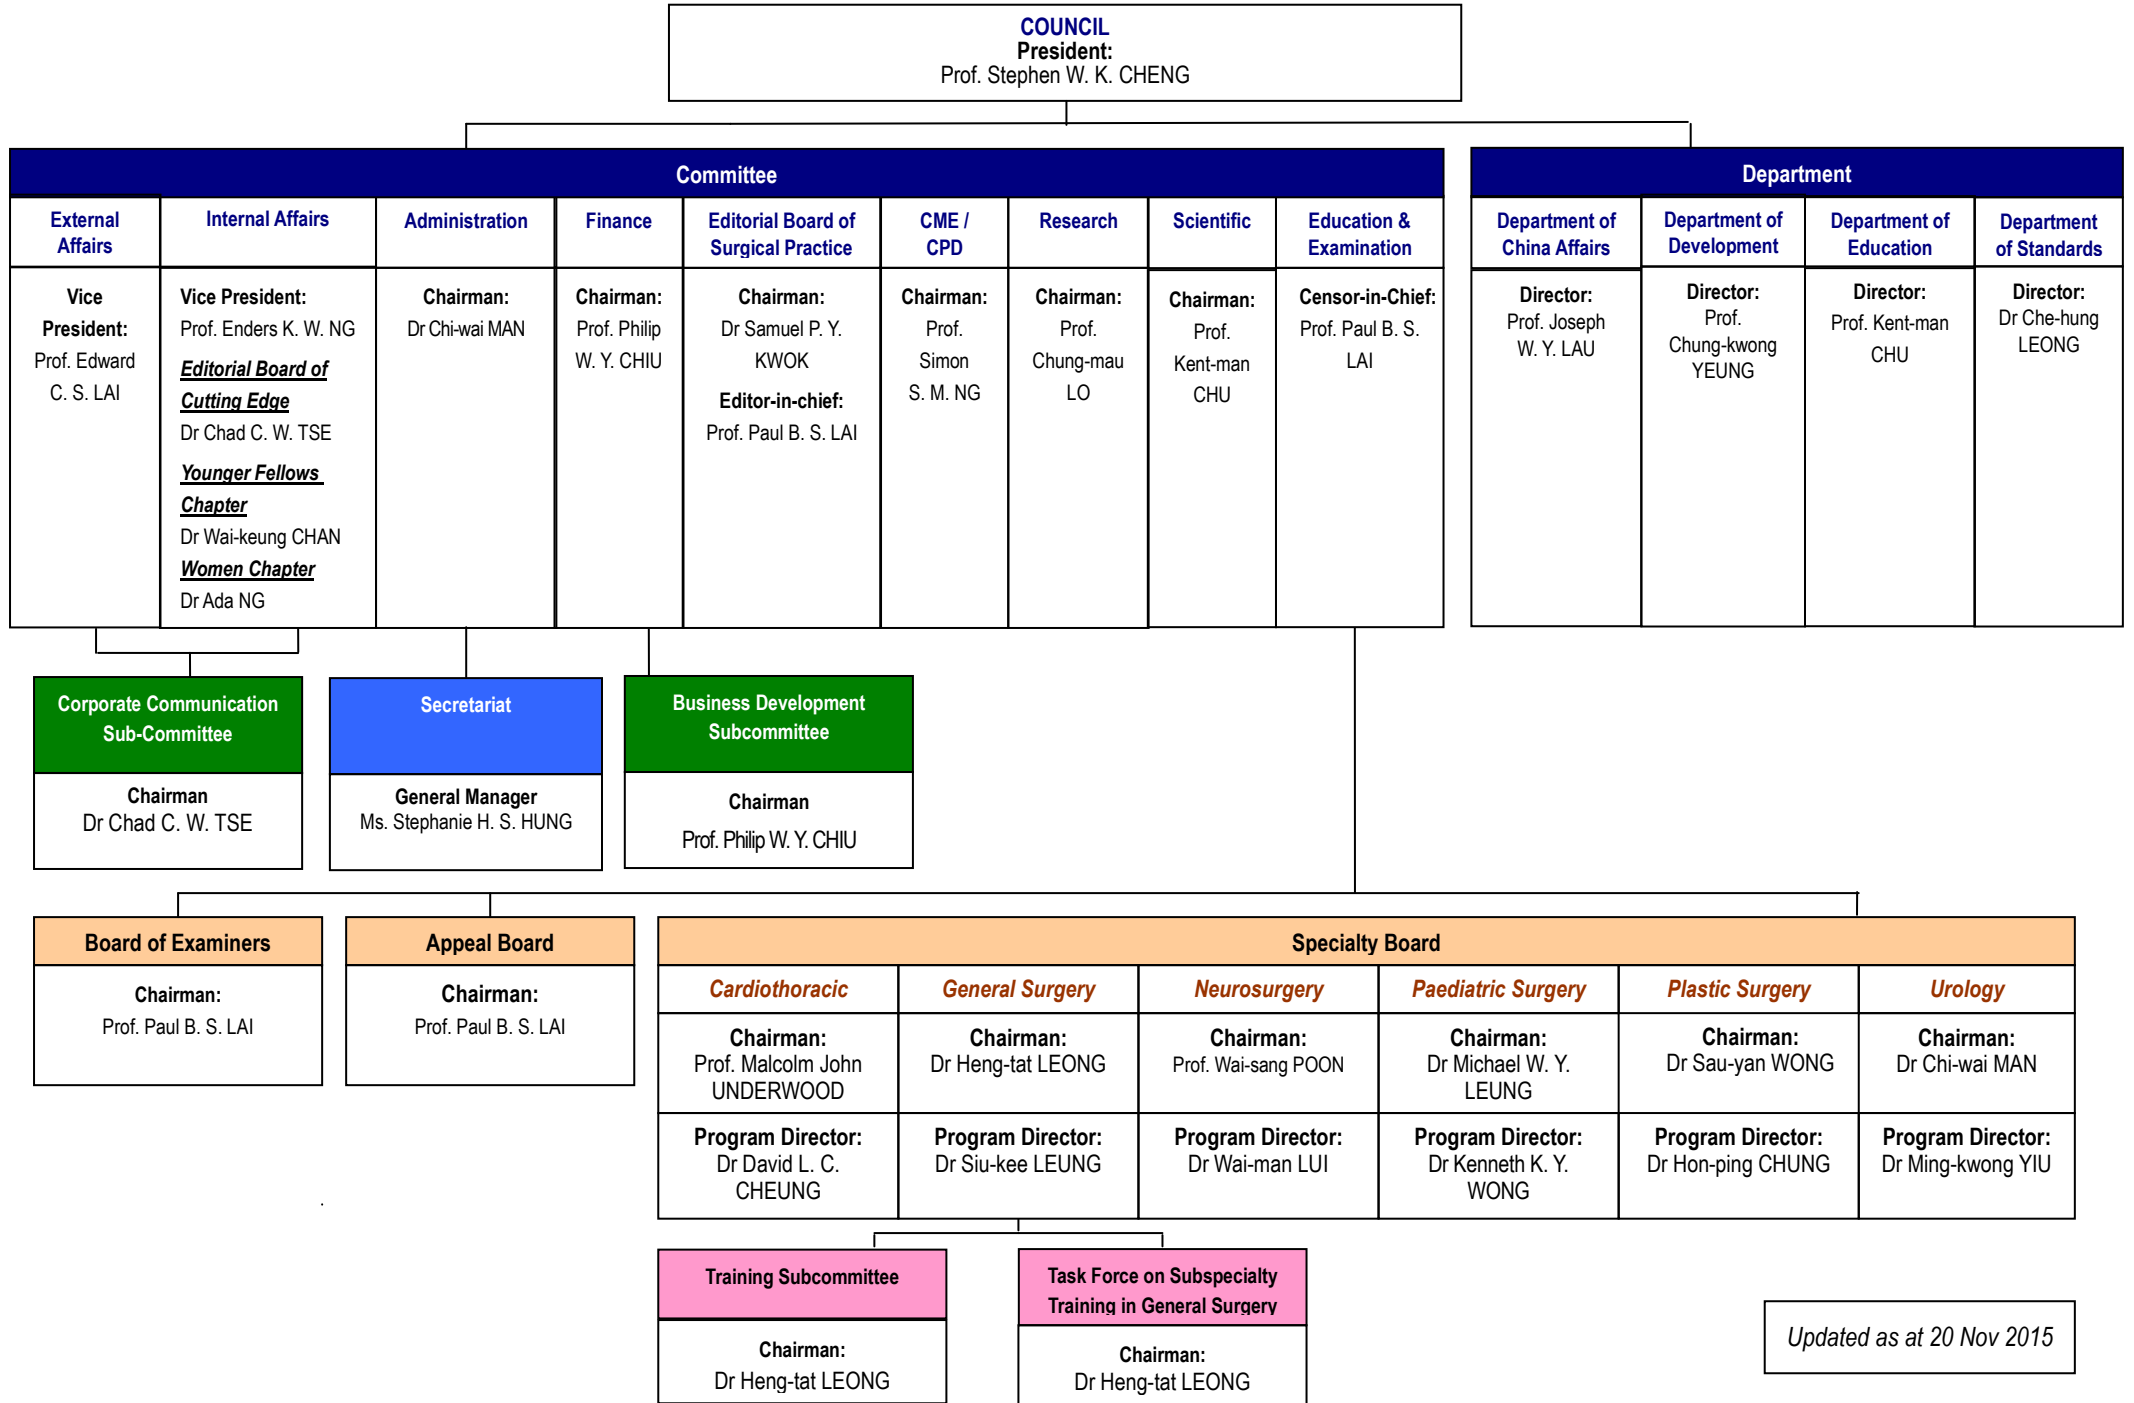 COUNCIL
President:
Prof. Stephen W. K. CHENG
Committee
External
Affairs
Internal Affairs
Administration
Finance
Editorial Board of
Surgical Practice
CME /
CPD
Research
Scientific
Education &
Examination
Vice
President:
Prof. Edward
C. S. LAI
Vice President:
Prof. Enders K. W. NG
Editorial Board of
Cutting Edge
Dr Chad C. W. TSE
Younger Fellows
Chapter
Dr Wai-keung CHAN
Women Chapter
Dr Ada NG
Chairman:
Dr Chi-wai MAN
Chairman:
Prof. Philip
W. Y. CHIU
Chairman:
Dr Samuel P. Y.
KWOK
Editor-in-chief:
Prof. Paul B. S. LAI
Chairman:
Prof.
Simon
S. M. NG
Chairman:
Prof.
Chung-mau
LO
Chairman:
Prof.
Kent-man
CHU
Censor-in-Chief:
Prof. Paul B. S.
LAI
Department
Department of
China Affairs
Department of
Development
Department of
Education
Department
of Standards
Director:
Prof. Joseph
W. Y. LAU
Director:
Prof.
Chung-kwong
YEUNG
Director:
Prof. Kent-man
CHU
Director:
Dr Che-hung
LEONG
Corporate Communication
Sub-Committee
Chairman
Dr Chad C. W. TSE
Secretariat
General Manager
Ms. Stephanie H. S. HUNG
Business Development
Subcommittee
Chairman
Prof. Philip W. Y. CHIU
Board of Examiners
Chairman:
Prof. Paul B. S. LAI
Appeal Board
Chairman:
Prof. Paul B. S. LAI
Specialty Board
Cardiothoracic
General Surgery
Neurosurgery
Paediatric Surgery
Plastic Surgery
Urology
Chairman:
Prof. Malcolm John
UNDERWOOD
Chairman:
Dr Heng-tat LEONG
Chairman:
Prof. Wai-sang POON
Chairman:
Dr Michael W. Y.
LEUNG
Chairman:
Dr Sau-yan WONG
Chairman:
Dr Chi-wai MAN
Program Director:
Dr David L. C.
CHEUNG
Program Director:
Dr Siu-kee LEUNG
Program Director:
Dr Wai-man LUI
Program Director:
Dr Kenneth K. Y.
WONG
Program Director:
Dr Hon-ping CHUNG
Program Director:
Dr Ming-kwong YIU
Training Subcommittee
Chairman:
Dr Heng-tat LEONG
Task Force on Subspecialty
Training in General Surgery
Chairman:
Dr Heng-tat LEONG
Updated as at 20 Nov 2015